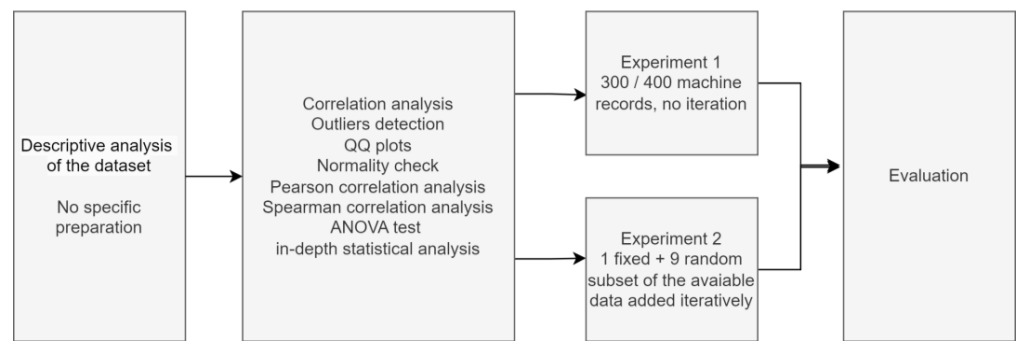 Descriptive analysis
of the dataset
No specific
preparation
Correlation analysis
Outliers detection
QQ plots
Normality check
Pearson correlation analysis
Spearman correlation analysis
ANOVA test
in-depth statistical analysis
Experiment 1
300 / 400 machine
records, no iteration
Experiment 2
1 fixed + 9 random
subset of the avaiable
data added iteratively
Evaluation